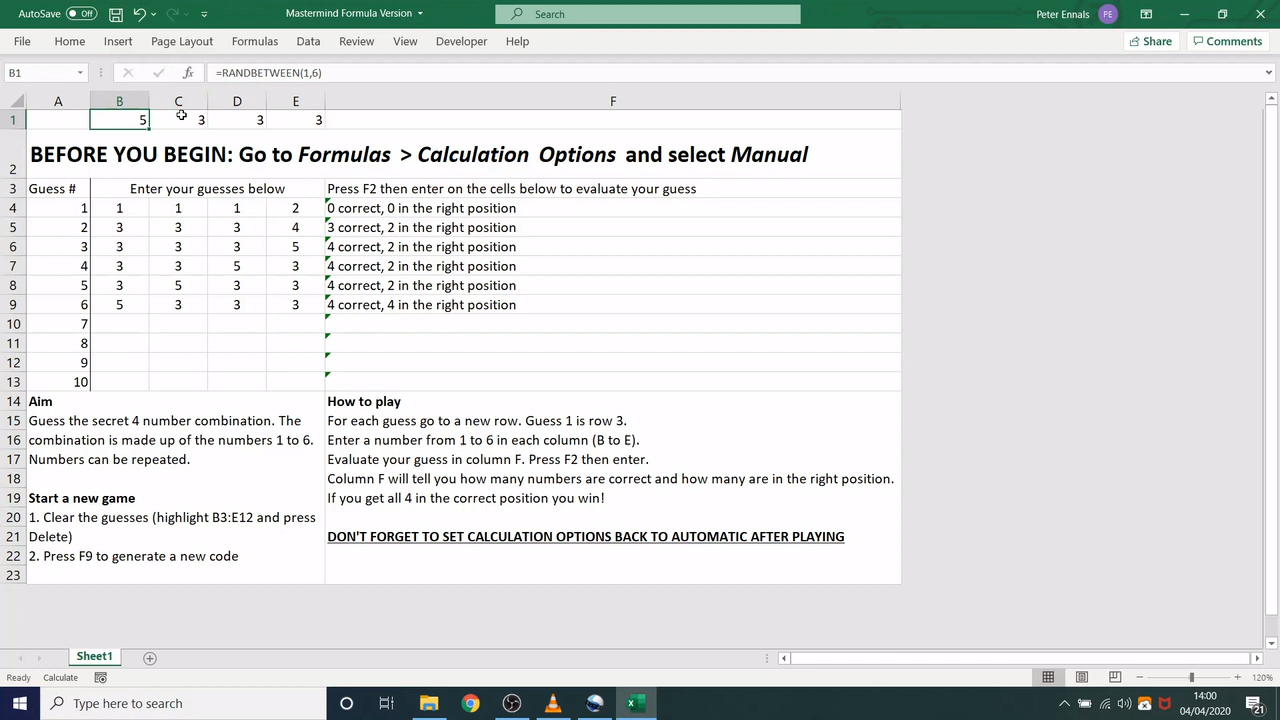 AutoSave Off Mastermind Formula Version Search Peter Ennals PE
File Home Insert Page Layout Formulas Data Review View Developer Help Share Comments
B1 fx =RANDBETWEEN(1,6)
A B C D E F
1 5 3 3 3
2 BEFORE YOU BEGIN: Go to Formulas > Calculation Options and select Manual
3 Guess # Enter your guesses below Press F2 then enter on the cells below to evaluate your guess
4 1 1 1 1 2 0 correct, 0 in the right position
5 2 3 3 3 4 3 correct, 2 in the right position
6 3 3 3 3 5 4 correct, 2 in the right position
7 4 3 3 5 3 4 correct, 2 in the right position
8 5 3 5 3 3 4 correct, 2 in the right position
9 6 5 3 3 3 4 correct, 4 in the right position
10 7
11 8
12 9
13 10
14 Aim How to play
15 Guess the secret 4 number combination. The For each guess go to a new row. Guess 1 is row 3.
16 combination is made up of the numbers 1 to 6. Enter a number from 1 to 6 in each column (B to E).
17 Numbers can be repeated. Evaluate your guess in column F. Press F2 then enter.
18 Column F will tell you how many numbers are correct and how many are in the right position.
19 Start a new game If you get all 4 in the correct position you win!
20 1. Clear the guesses (highlight B3:E12 and press
21 Delete) DON'T FORGET TO SET CALCULATION OPTIONS BACK TO AUTOMATIC AFTER PLAYING
22 2. Press F9 to generate a new code
23
Sheet1
Ready Calculate 120%
Type here to search 14:00
04/04/2020 21